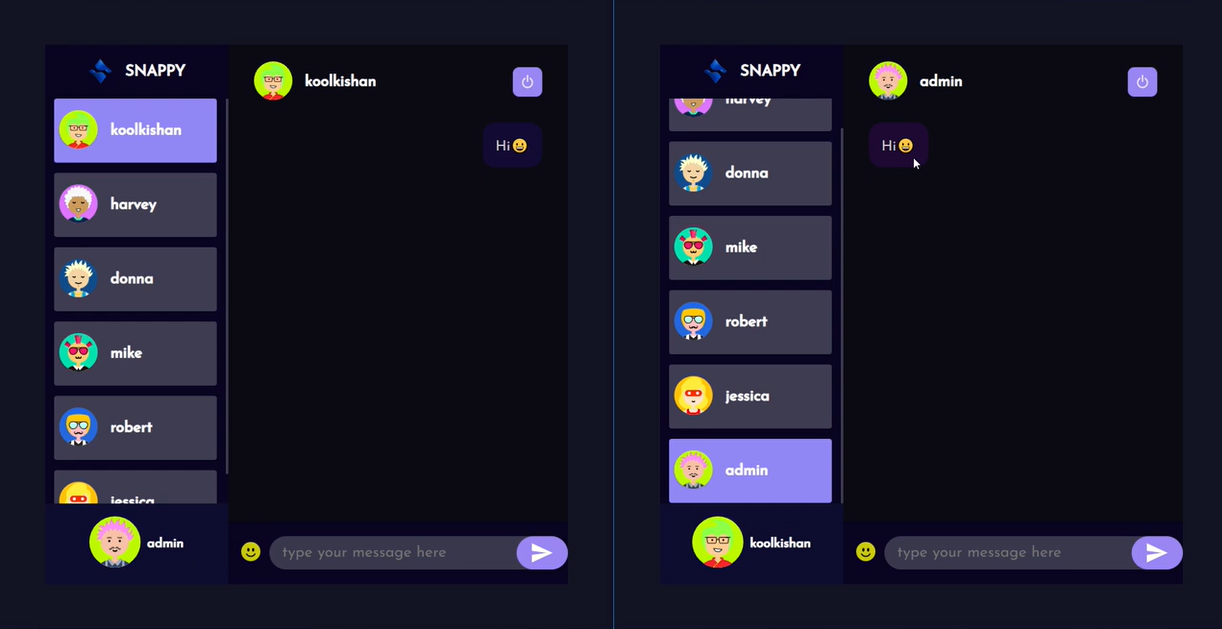 SNAPPY
koolkishan
harvey
donna
mike
robert
jessica
admin
koolkishan
Hi😀
type your message here
SNAPPY
harvey
donna
mike
robert
jessica
admin
koolkishan
admin
Hi😀
type your message here